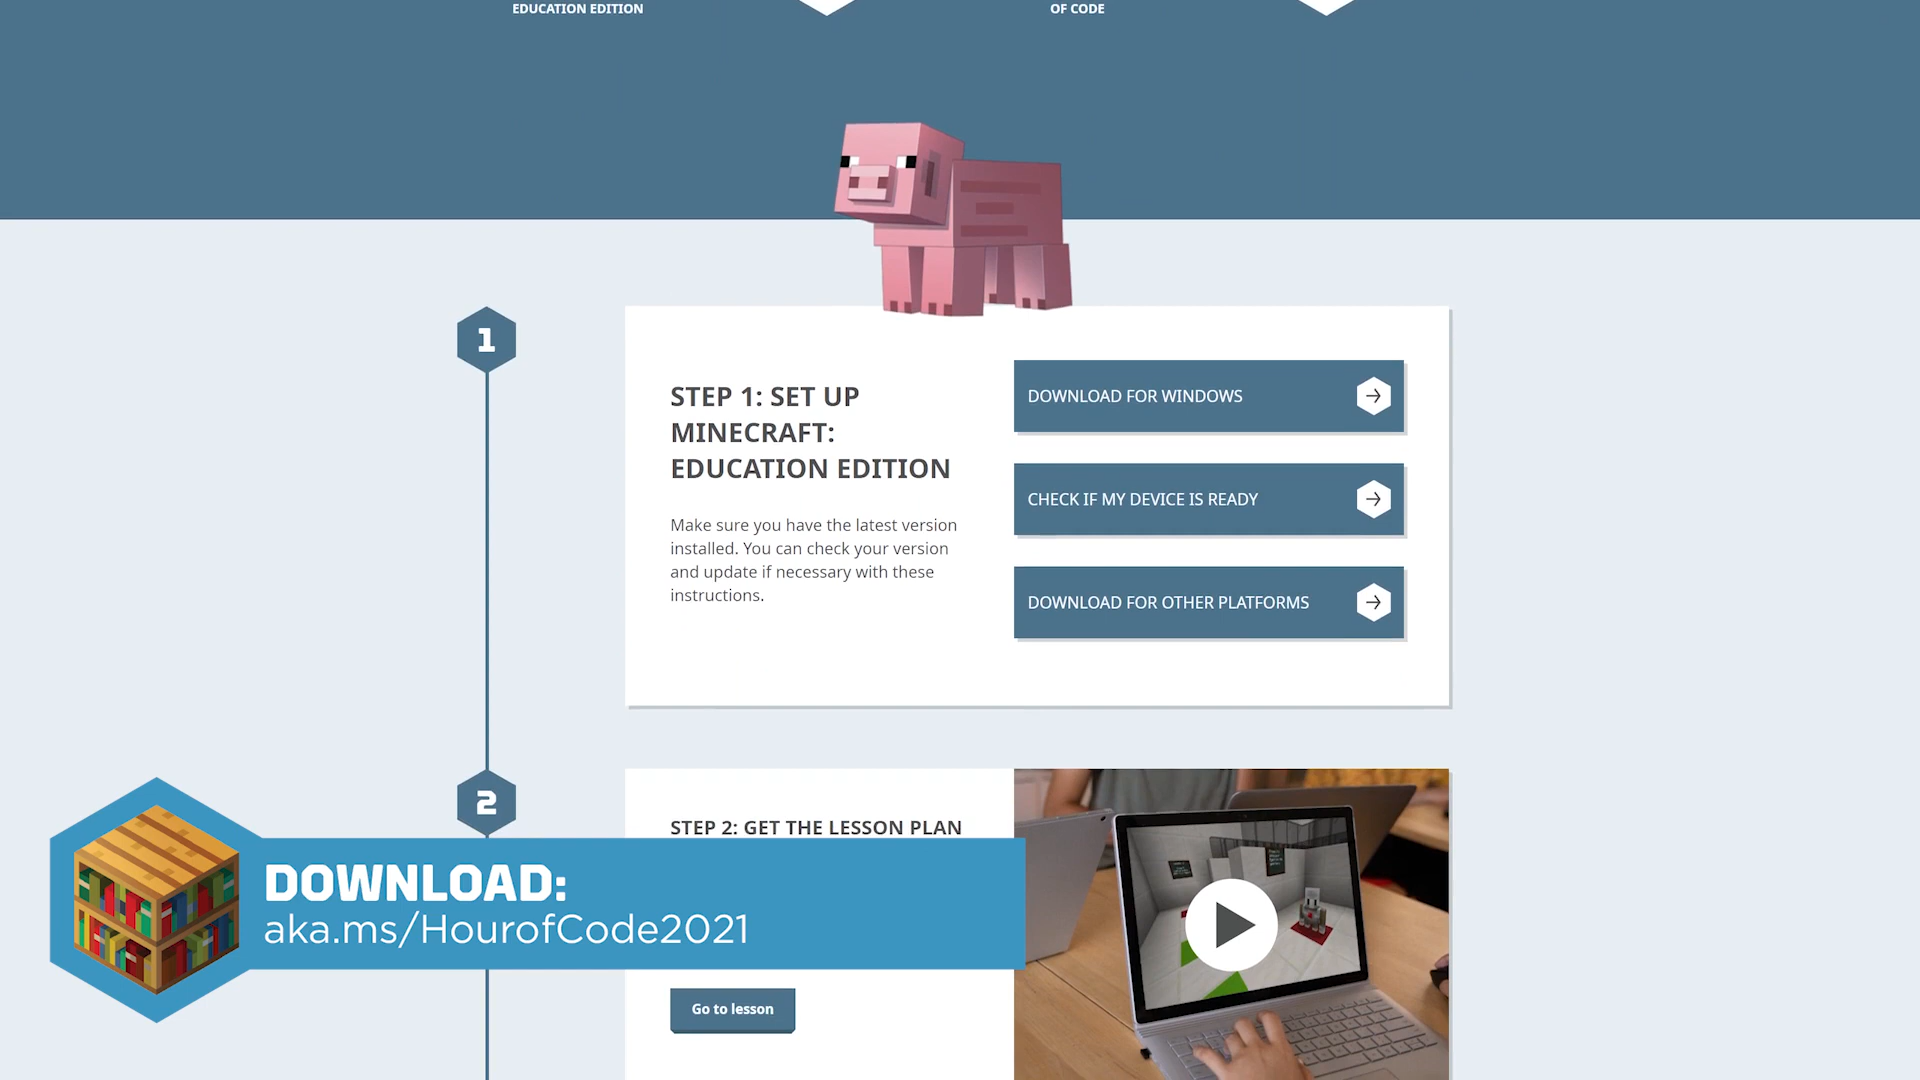 EDUCATION EDITION
OF CODE
1
STEP 1: SET UP
MINECRAFT:
EDUCATION EDITION
Make sure you have the latest version
installed. You can check your version
and update if necessary with these
instructions.
DOWNLOAD FOR WINDOWS
CHECK IF MY DEVICE IS READY
DOWNLOAD FOR OTHER PLATFORMS
2
STEP 2: GET THE LESSON PLAN
DOWNLOAD:
aka.ms/HourofCode2021
Go to lesson